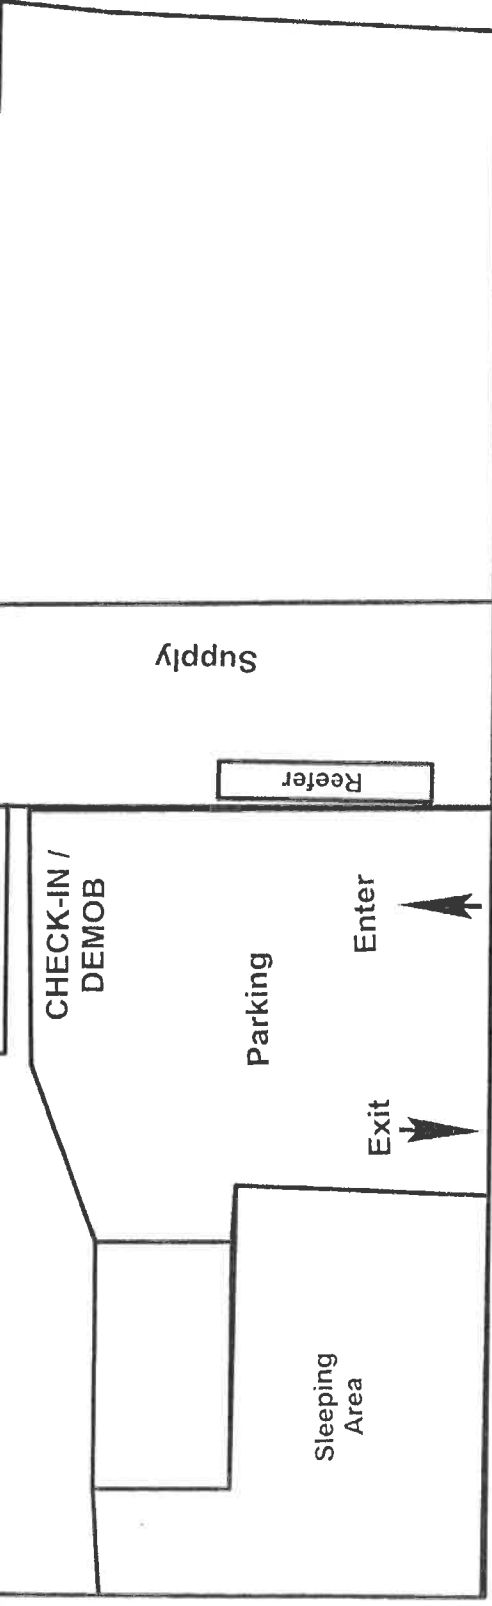 Supply
Reefer
CHECK-IN /
DEMOB
Parking
Enter
Exit
Sleeping
Area